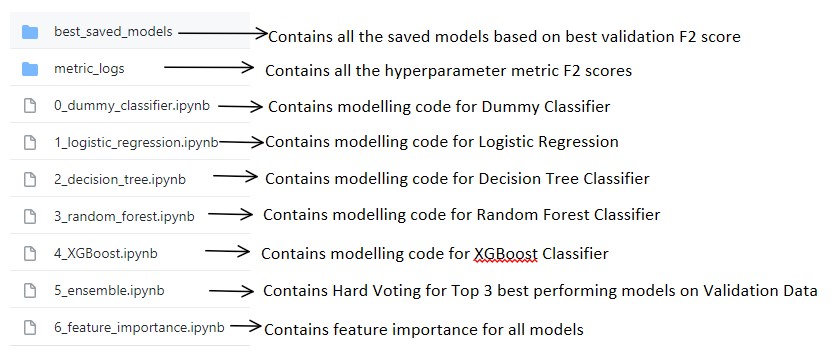 best_saved_models Contains all the saved models based on best validation F2 score
metric_logs Contains all the hyperparameter metric F2 scores
0_dummy_classifier.ipynb Contains modelling code for Dummy Classifier
1_logistic_regression.ipynb Contains modelling code for Logistic Regression
2_decision_tree.ipynb Contains modelling code for Decision Tree Classifier
3_random_forest.ipynb Contains modelling code for Random Forest Classifier
4_XGBoost.ipynb Contains modelling code for XGBoost Classifier
5_ensemble.ipynb Contains Hard Voting for Top 3 best performing models on Validation Data
6_feature_importance.ipynb Contains feature importance for all models